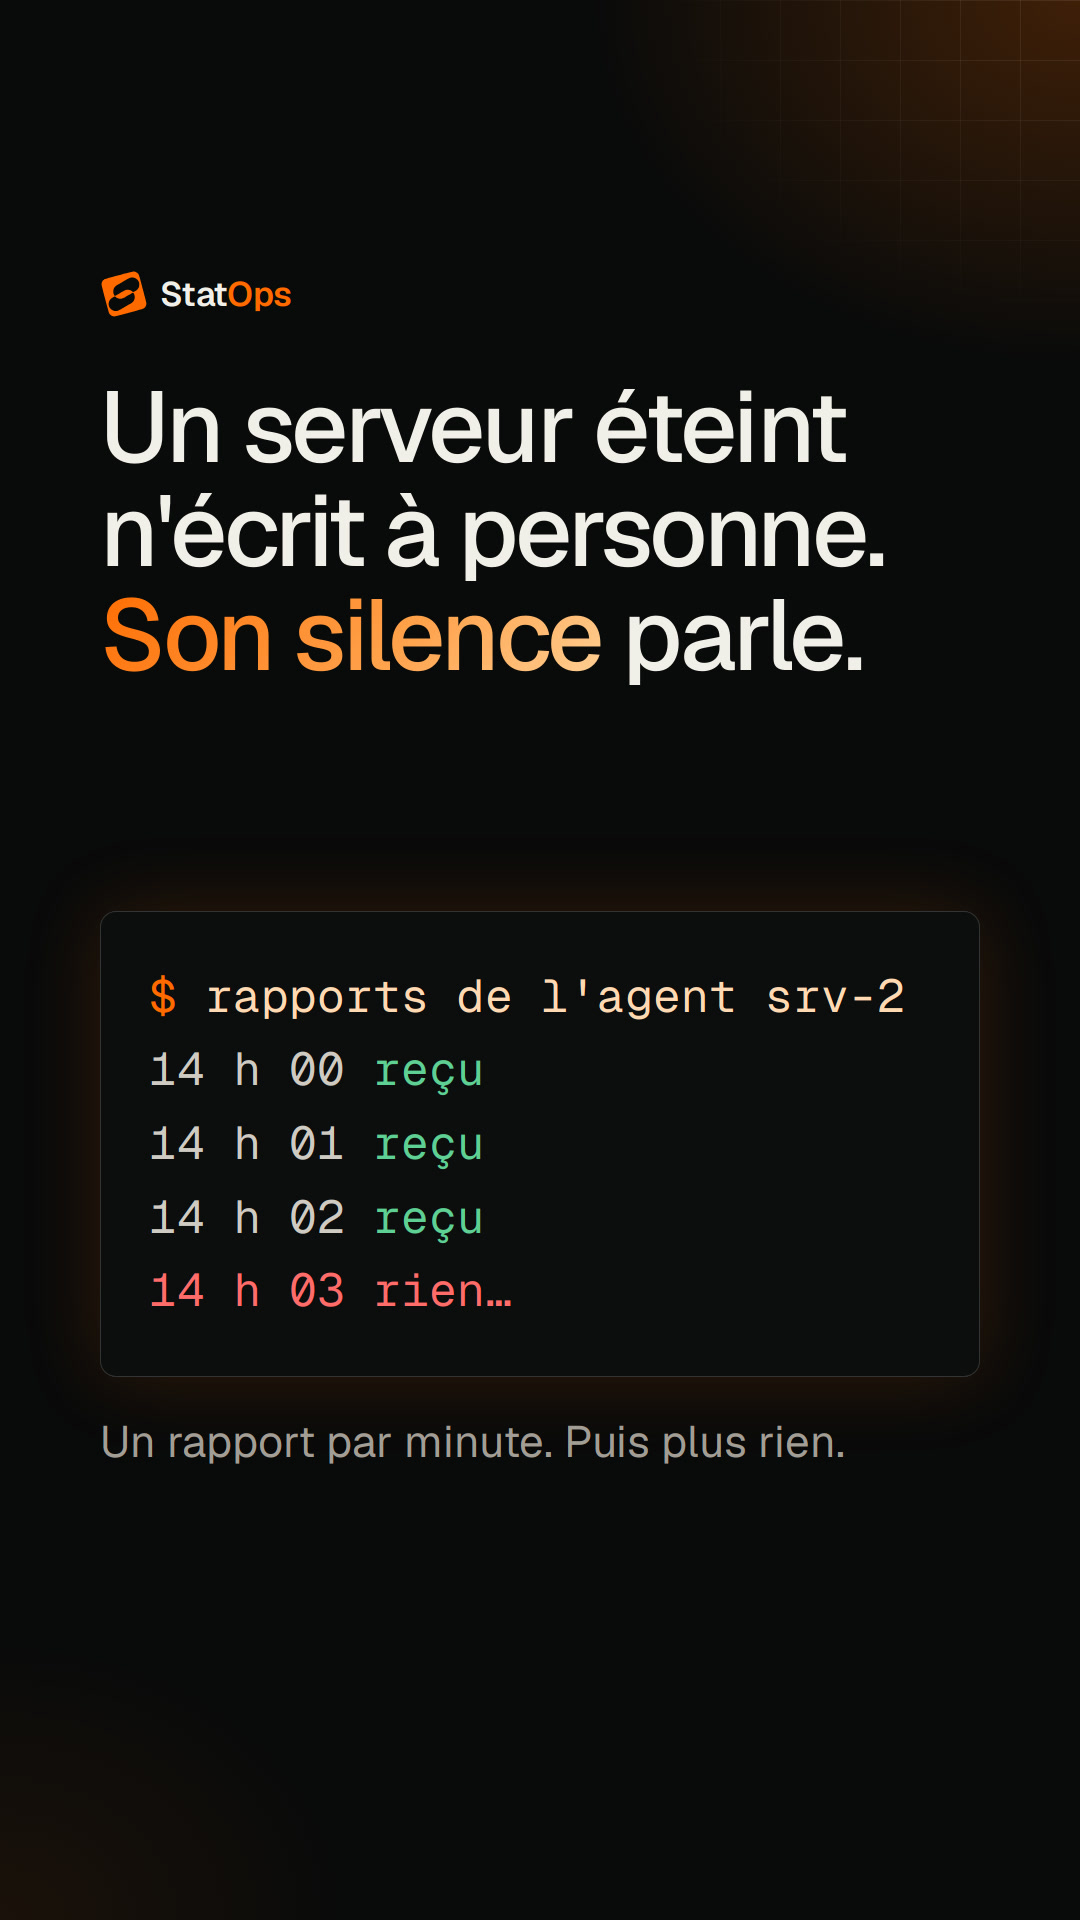 StatOps
Un serveur éteint
n'écrit à personne.
Son silence parle.
$ rapports de l'agent srv-2
14 h 00 reçu
14 h 01 reçu
14 h 02 reçu
14 h 03 rien…
Un rapport par minute. Puis plus rien.